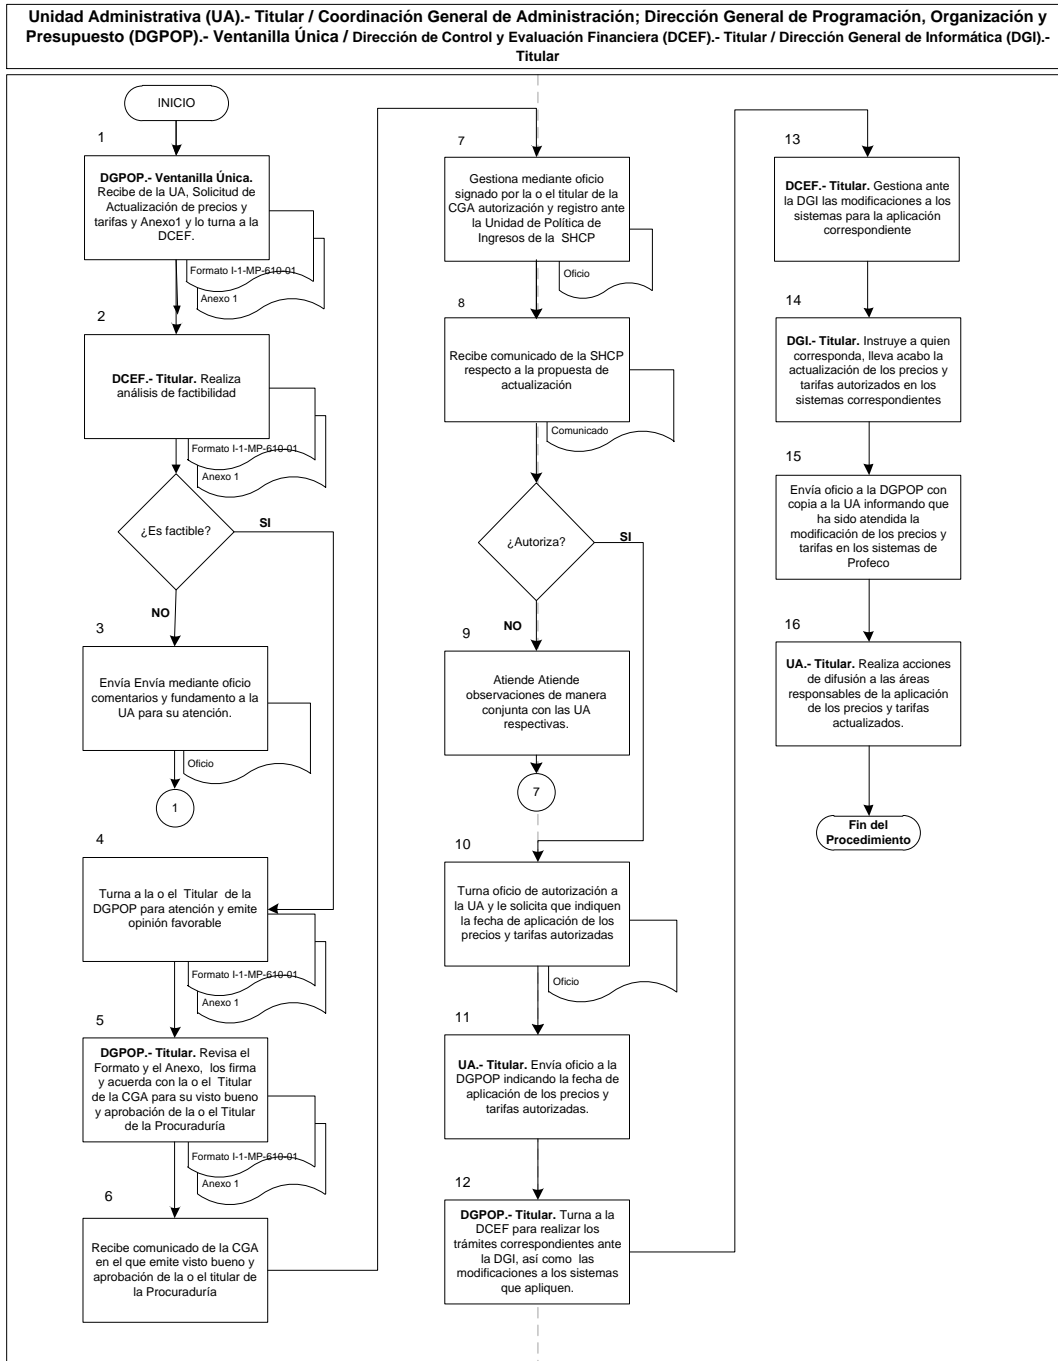 Unidad Administrativa (UA).- Titular / Coordinación General de Administración; Dirección General de Programación, Organización y
Presupuesto (DGPOP).- Ventanilla Única / Dirección de Control y Evaluación Financiera (DCEF).- Titular / Dirección General de Informática (DGI).-
Titular
INICIO
1
DGPOP.- Ventanilla Única.
Recibe de la UA, Solicitud de
Actualización de precios y
tarifas y Anexo1 y lo turna a la
DCEF.
Formato I-1-MP-610-01
Anexo 1
2
DCEF.- Titular. Realiza
análisis de factibilidad
Formato I-1-MP-610-01
Anexo 1
¿Es factible?
SI
NO
3
Envía Envía mediante oficio
comentarios y fundamento a la
UA para su atención.
Oficio
1
4
Turna a la o el Titular de la
DGPOP para atención y emite
opinión favorable
Formato I-1-MP-610-01
Anexo 1
5
DGPOP.- Titular. Revisa el
Formato y el Anexo, los firma
y acuerda con la o el Titular
de la CGA para su visto bueno
y aprobación de la o el Titular
de la Procuraduría
Formato I-1-MP-610-01
Anexo 1
6
Recibe comunicado de la CGA
en el que emite visto bueno y
aprobación de la o el titular de
la Procuraduría
7
Gestiona mediante oficio
signado por la o el titular de la
CGA autorización y registro ante
la Unidad de Política de
Ingresos de la SHCP
Oficio
8
Recibe comunicado de la SHCP
respecto a la propuesta de
actualización
Comunicado
¿Autoriza?
SI
NO
9
Atiende Atiende
observaciones de manera
conjunta con las UA
respectivas.
7
10
Turna oficio de autorización a
la UA y le solicita que indiquen
la fecha de aplicación de los
precios y tarifas autorizadas
Oficio
11
UA.- Titular. Envía oficio a la
DGPOP indicando la fecha de
aplicación de los precios y
tarifas autorizadas.
12
DGPOP.- Titular. Turna a la
DCEF para realizar los
trámites correspondientes ante
la DGI, así como las
modificaciones a los sistemas
que apliquen.
13
DCEF.- Titular. Gestiona ante
la DGI las modificaciones a los
sistemas para la aplicación
correspondiente
14
DGI.- Titular. Instruye a quien
corresponda, lleva acabo la
actualización de los precios y
tarifas autorizados en los
sistemas correspondientes
15
Envía oficio a la DGPOP con
copia a la UA informando que
ha sido atendida la
modificación de los precios y
tarifas en los sistemas de
Profeco
16
UA.- Titular. Realiza acciones
de difusión a las áreas
responsables de la aplicación
de los precios y tarifas
actualizados.
Fin del
Procedimiento